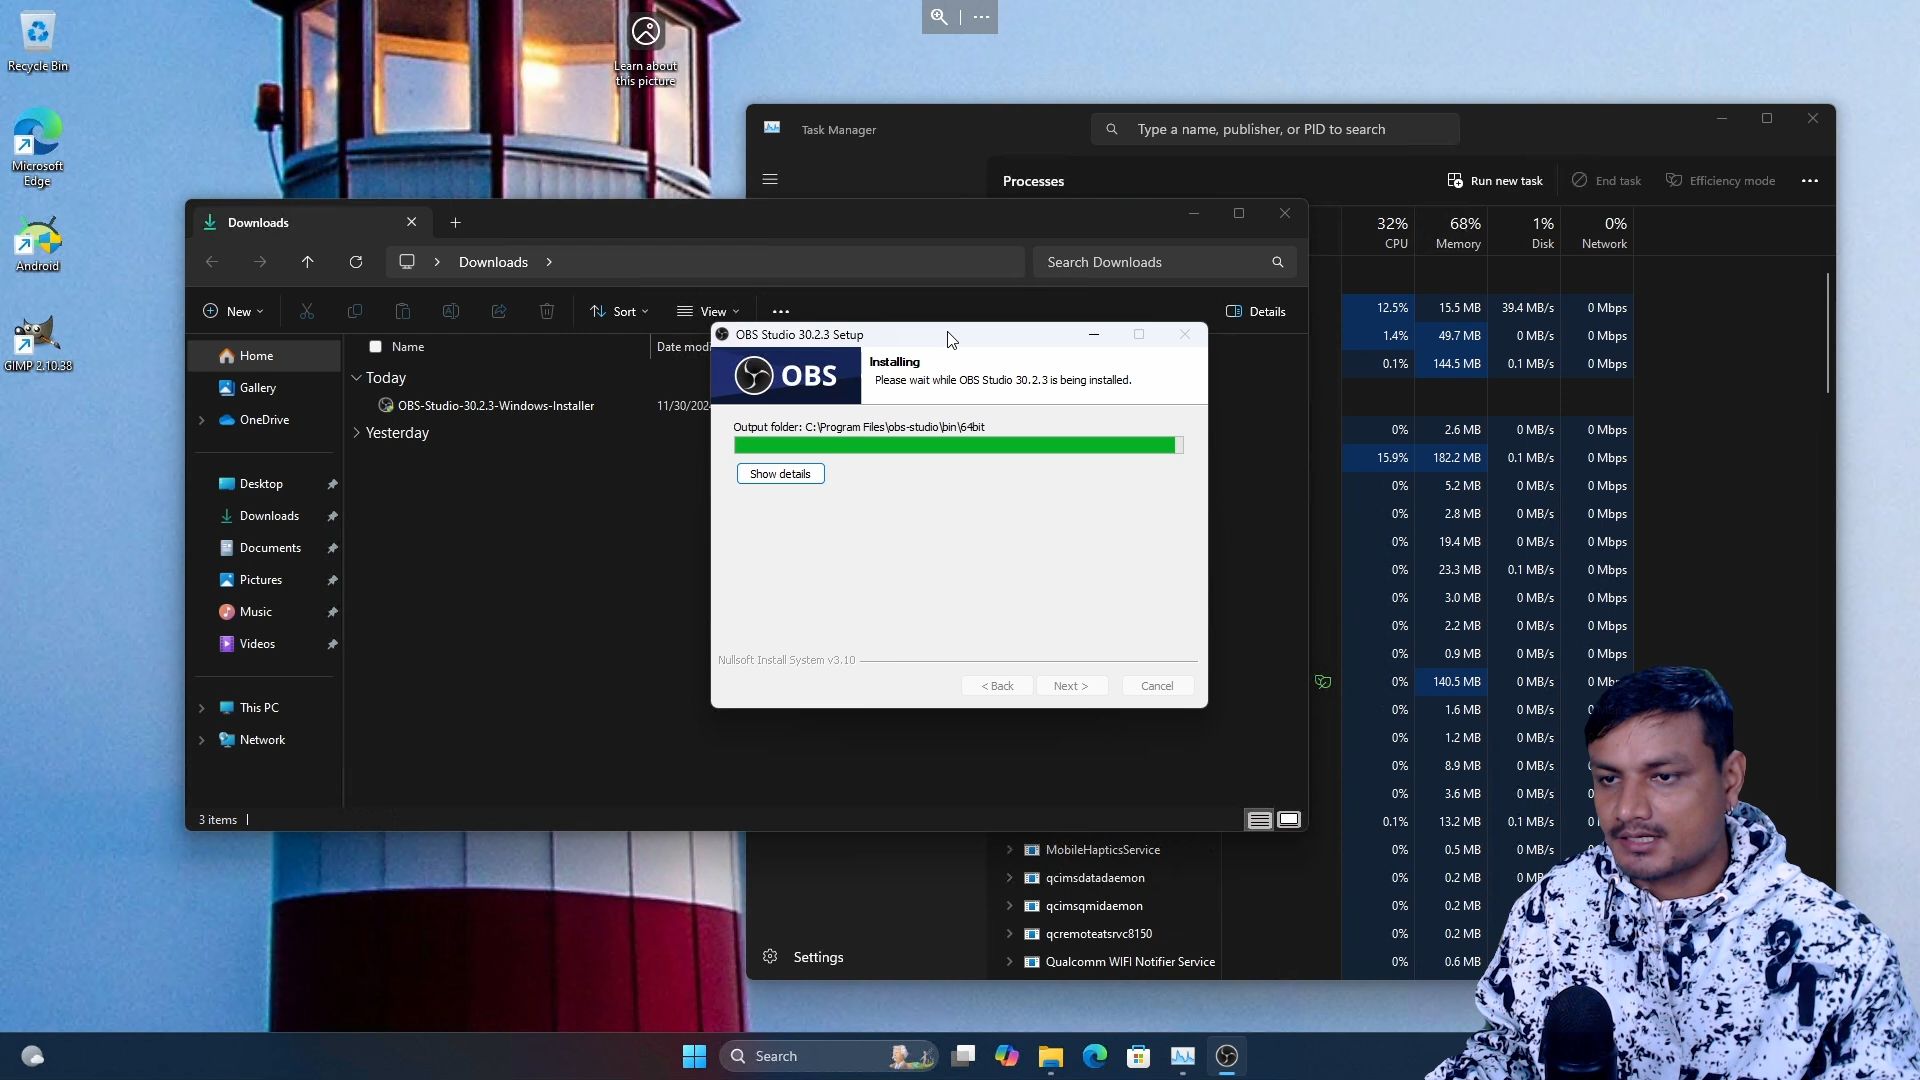 Recycle Bin
Learn about
this picture
Microsoft
Edge
Android
GIMP 2.10.38
Task Manager
Type a name, publisher, or PID to search
Processes
Run new task
End task
Efficiency mode
32% 68% 1% 0%
CPU Memory Disk Network
12.5% 15.5 MB 39.4 MB/s 0 Mbps
1.4% 49.7 MB 0 MB/s 0 Mbps
0.1% 144.5 MB 0.1 MB/s 0 Mbps
0% 2.6 MB 0 MB/s 0 Mbps
15.9% 182.2 MB 0.1 MB/s 0 Mbps
0% 5.2 MB 0 MB/s 0 Mbps
0% 2.8 MB 0 MB/s 0 Mbps
0% 19.4 MB 0 MB/s 0 Mbps
0% 23.3 MB 0.1 MB/s 0 Mbps
0% 3.0 MB 0 MB/s 0 Mbps
0% 2.2 MB 0 MB/s 0 Mbps
0% 0.9 MB 0 MB/s 0 Mbps
0% 140.5 MB 0 MB/s 0 Mbp
0% 1.6 MB 0 MB/s
0% 1.2 MB 0 MB/s
0% 8.9 MB 0 MB/s
0% 3.6 MB 0 MB/s
0.1% 13.2 MB 0.1 MB/s
MobileHapticsService 0% 0.5 MB 0 MB/s
qcimsdatadaemon 0% 0.2 MB 0 MB
qcimsqmidaemon 0% 0.2 MB
qcremoteatsrvc8150 0% 0.2 MB
Qualcomm WIFI Notifier Service 0% 0.6 MB
Settings
Downloads
Downloads
Search Downloads
New
Sort
View
Details
Home
Gallery
OneDrive
Desktop
Downloads
Documents
Pictures
Music
Videos
This PC
Network
Name Date modi
Today
OBS-Studio-30.2.3-Windows-Installer 11/30/202
Yesterday
3 items
OBS Studio 30.2.3 Setup
OBS
Installing
Please wait while OBS Studio 30.2.3 is being installed.
Output folder: C:\Program Files\obs-studio\bin\64bit
Show details
Nullsoft Install System v3.10
< Back
Next >
Cancel
Search